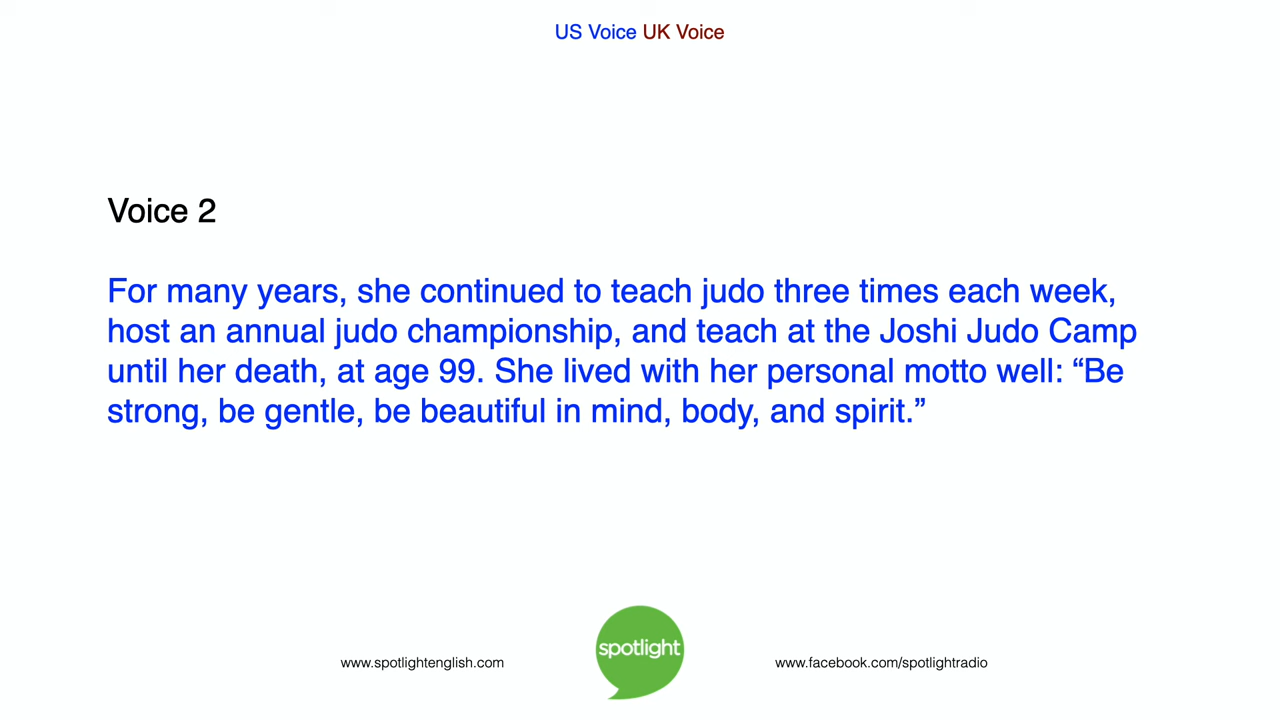 US Voice UK Voice
Voice 2
For many years, she continued to teach judo three times each week,
host an annual judo championship, and teach at the Joshi Judo Camp
until her death, at age 99. She lived with her personal motto well: “Be
strong, be gentle, be beautiful in mind, body, and spirit.”
spotlight
www.spotlightenglish.com
www.facebook.com/spotlightradio